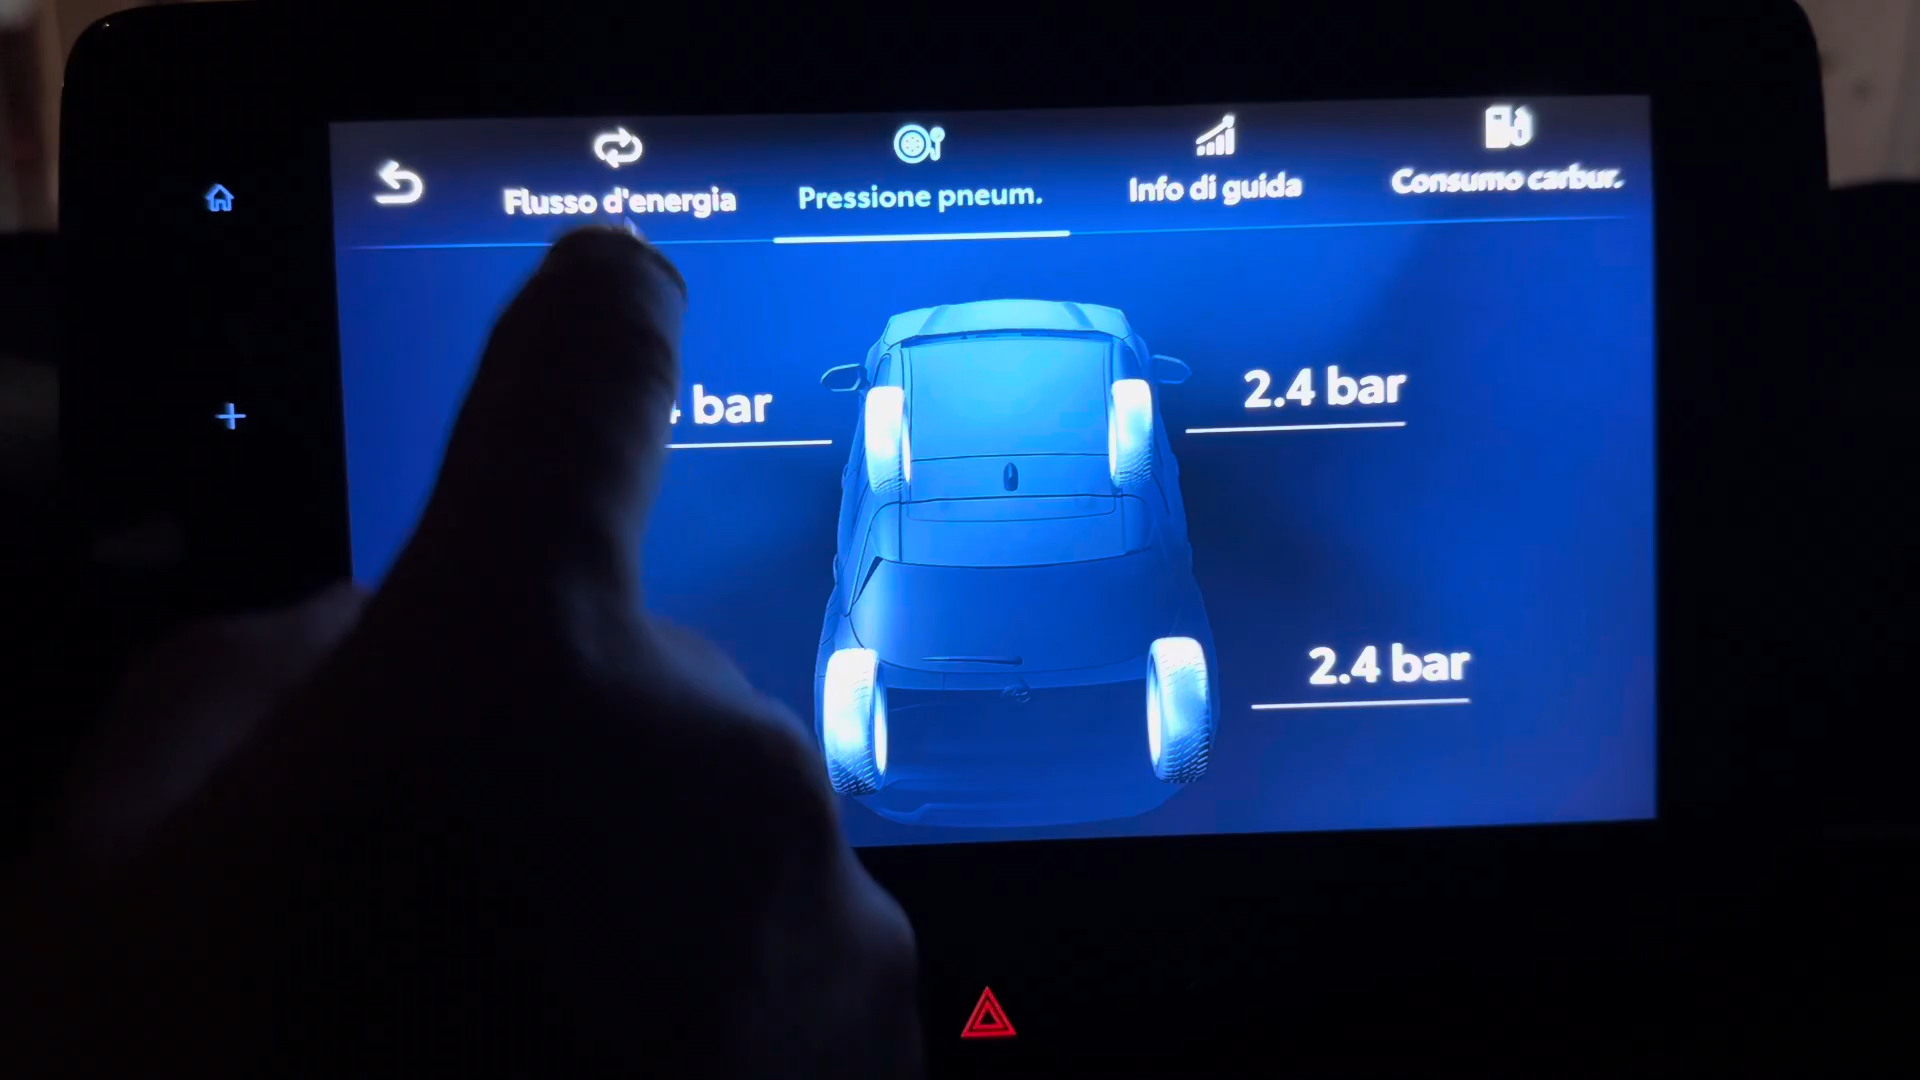 Flusso d'energia
Pressione pneum.
Info di guida
Consumo carbur.
bar
2.4 bar
2.4 bar